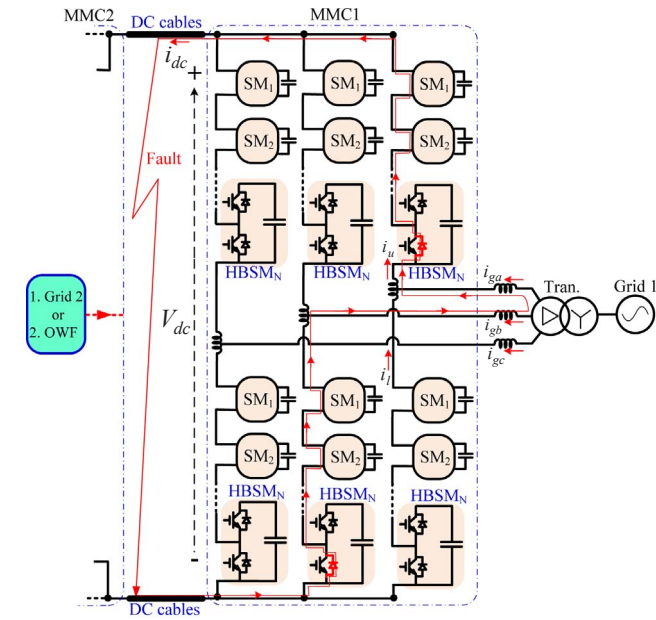 MMC2
DC cables
MMC1
i_dc
+
SM₁
SM₁
SM₁
SM₂
SM₂
SM₂
Fault
HBSM_N
HBSM_N
HBSM_N
i_u
i_ga
Tran.
Grid 1
1. Grid 2
or
2. OWF
V_dc
i_gb
i_gc
i_l
SM₁
SM₁
SM₁
SM₂
SM₂
SM₂
HBSM_N
HBSM_N
HBSM_N
-
DC cables